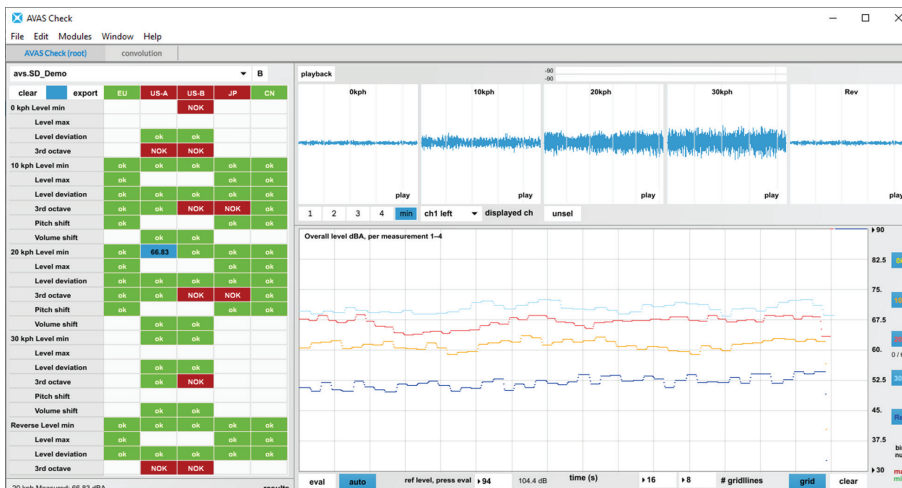 AVAS Check
File Edit Modules Window Help
AVAS Check (root) convolution
avs.SD_Demo B
clear export EU US-A US-B JP CN
0 kph Level min NOK
Level max
Level deviation ok ok
3rd octave NOK NOK
10 kph Level min ok ok ok ok ok
Level max ok ok ok
Level deviation ok ok ok ok ok
3rd octave ok ok NOK NOK ok
Pitch shift ok ok ok
Volume shift ok ok
20 kph Level min ok 66.83 ok ok ok
Level max ok ok ok
Level deviation ok ok ok ok ok
3rd octave ok ok NOK NOK ok
Pitch shift ok ok ok
Volume shift ok ok
30 kph Level min ok ok
Level max
Level deviation ok ok
3rd octave ok NOK
Pitch shift
Volume shift ok ok
Reverse Level min ok ok ok ok ok
Level max ok ok ok
Level deviation ok ok ok ok ok
3rd octave NOK NOK
playback -90
-90
0kph 10kph 20kph 30kph Rev
play play play play play
1 2 3 4 min ch1 left displayed ch unsel
Overall level dBA, per measurement 1–4
90
82.5
75.
67.5
60.
0 /
52.5 30
45.
37.5
30
eval auto ref level, press eval 94 104.4 dB time (s) 16 8 # gridllines grid clear